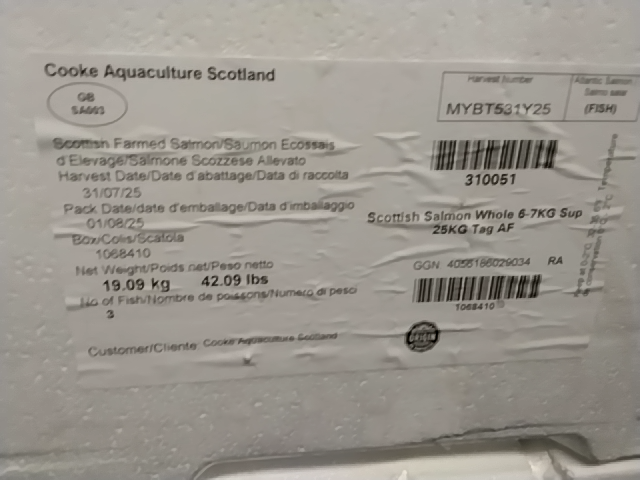 Cooke Aquaculture Scotland
GB
SA003
Harvest Number
MYBT531Y25
Atlantic Salmon
Salmo salar
(FISH)
Scottish Farmed Salmon/Saumon Ecossais
d'Elevage/Salmone Scozzese Allevato
Harvest Date/Date d'abattage/Data di raccolta
31/07/25
Pack Date/date d'emballage/Data d'imballaggio
01/08/25
Box/Colis/Scatola
1068410
Net Weight/Poids net/Peso netto
19.09 kg 42.09 lbs
No of Fish/Nombre de poissons/Numero di pesci
3
Customer/Cliente: Cooke Aquaculture Scotland
310051
Scottish Salmon Whole 6-7KG Sup
25KG Tag AF
GGN 4056186029034 RA
1068410
ORIGIN